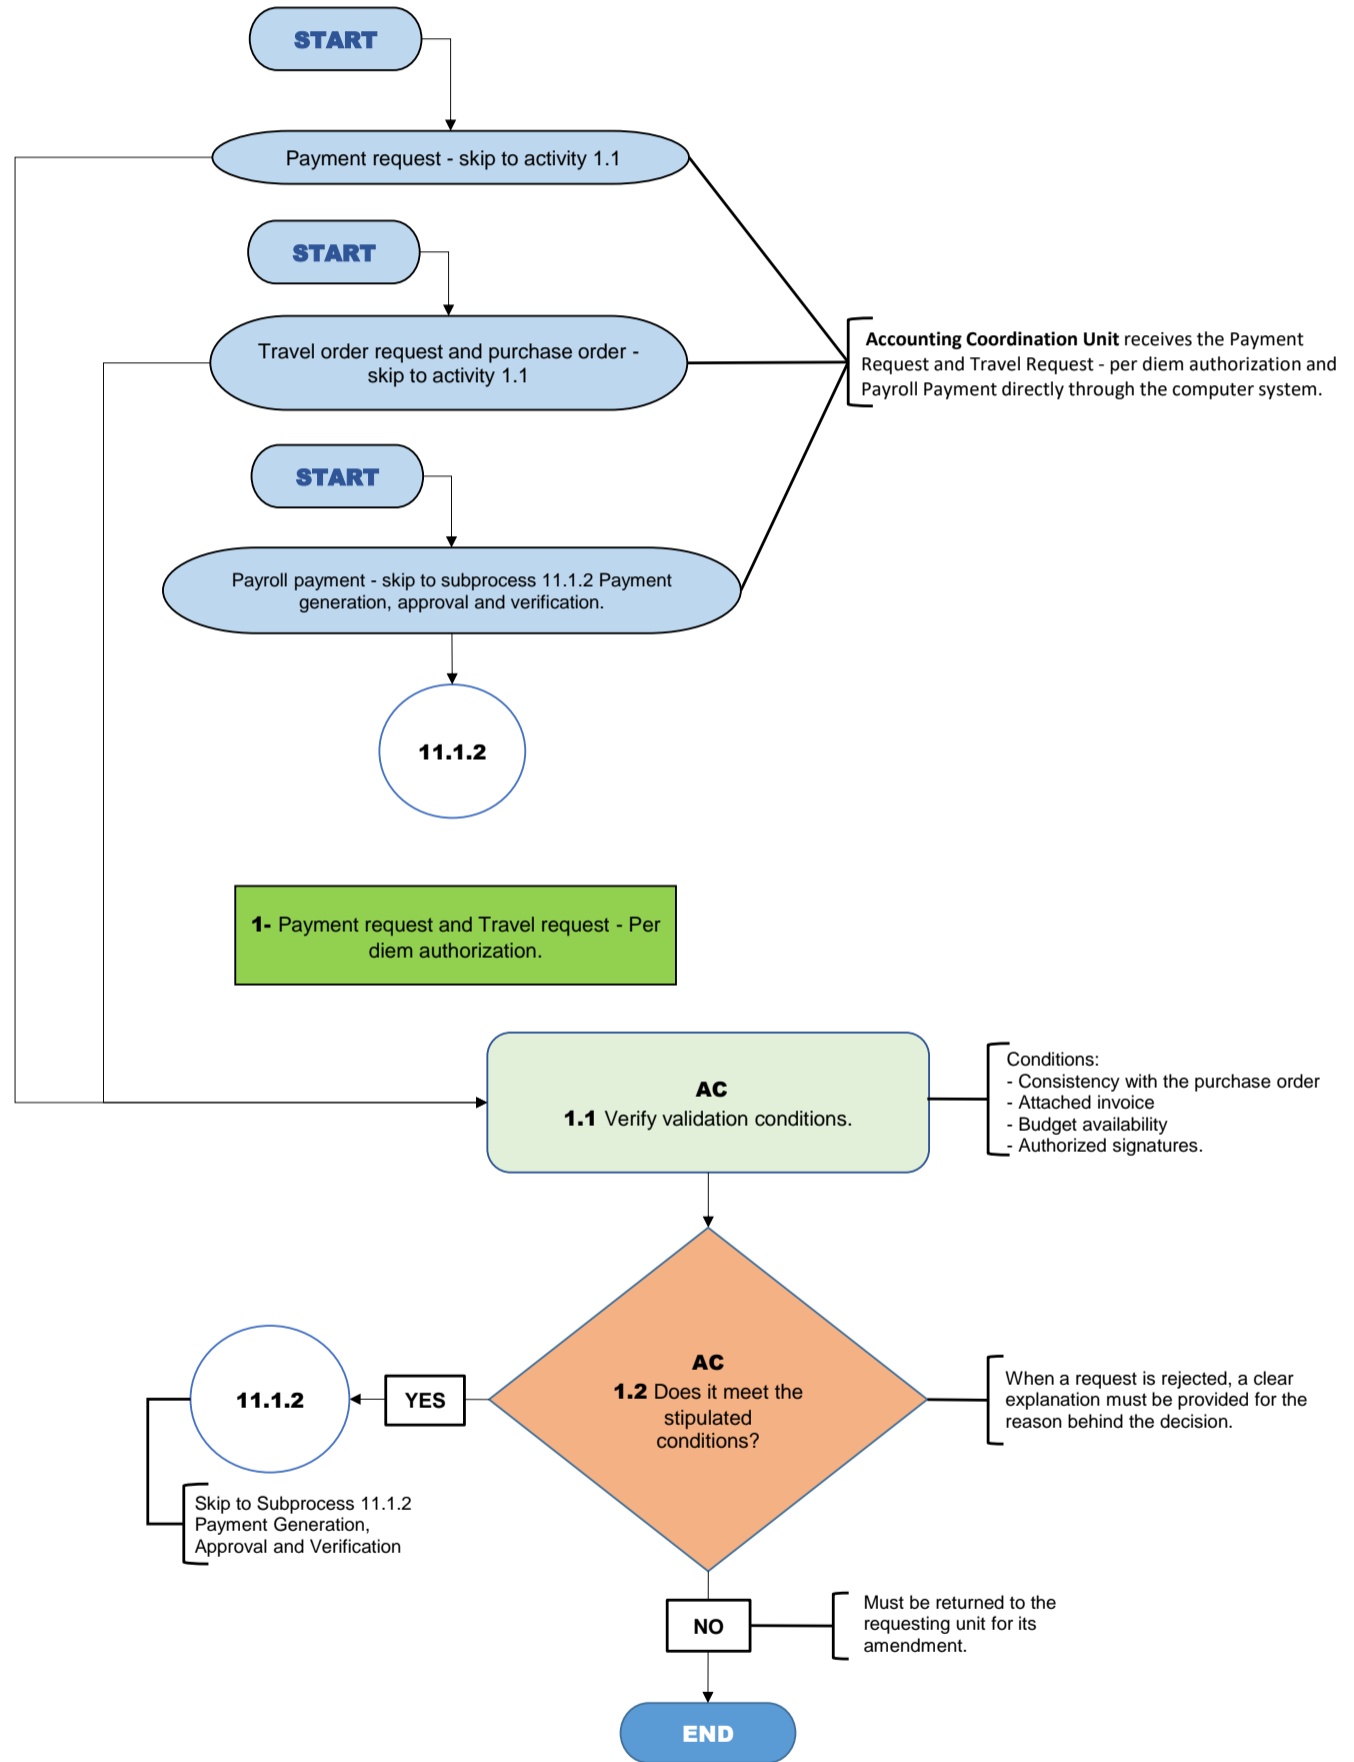 START
Payment request - skip to activity 1.1
START
Travel order request and purchase order -
skip to activity 1.1
Accounting Coordination Unit receives the Payment
Request and Travel Request - per diem authorization and
Payroll Payment directly through the computer system.
START
Payroll payment - skip to subprocess 11.1.2 Payment
generation, approval and verification.
11.1.2
1- Payment request and Travel request - Per
diem authorization.
AC
1.1 Verify validation conditions.
Conditions:
- Consistency with the purchase order
- Attached invoice
- Budget availability
- Authorized signatures.
AC
1.2 Does it meet the
stipulated
conditions?
When a request is rejected, a clear
explanation must be provided for the
reason behind the decision.
YES
11.1.2
Skip to Subprocess 11.1.2
Payment Generation,
Approval and Verification
NO
Must be returned to the
requesting unit for its
amendment.
END